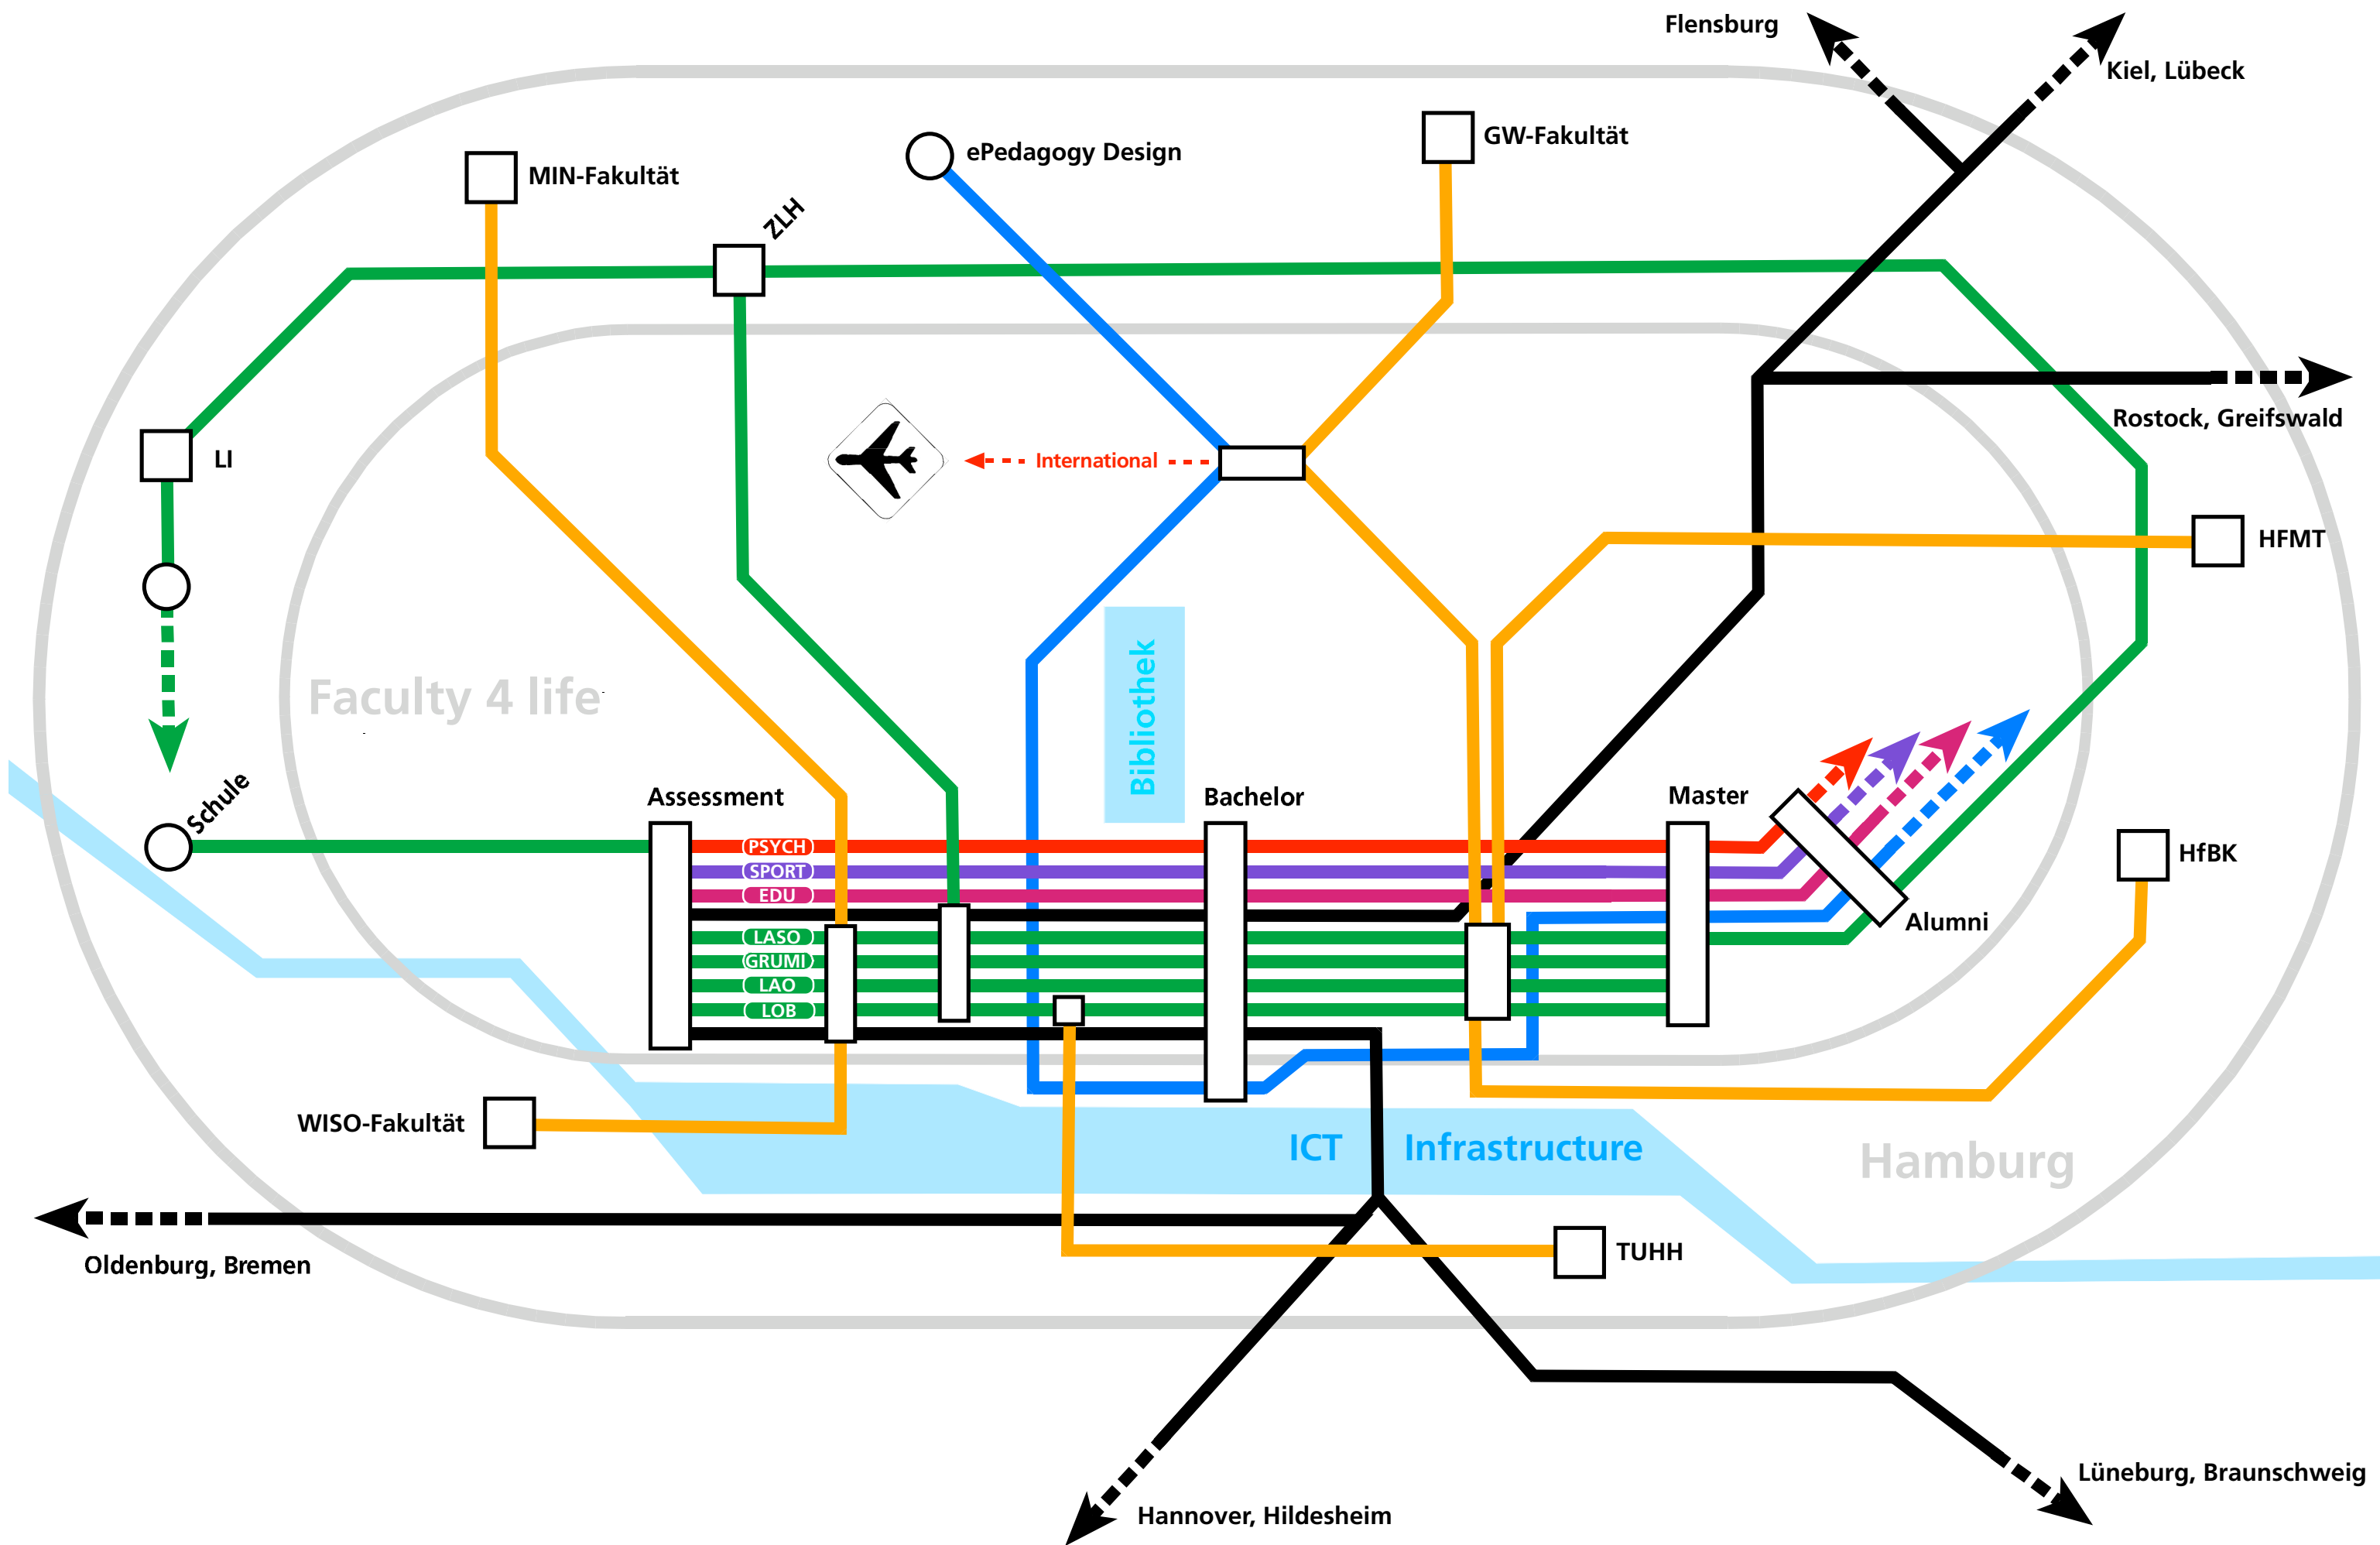 Flensburg
Kiel, Lübeck
GW-Fakultät
ePedagogy Design
MIN-Fakultät
ZLH
Rostock, Greifswald
LI
International
HFMT
Bibliothek
Faculty 4 life
Schule
Assessment
Bachelor
Master
PSYCH
SPORT
EDU
LASO
GRUMI
LAO
LOB
HfBK
Alumni
WISO-Fakultät
ICT Infrastructure
Hamburg
TUHH
Oldenburg, Bremen
Lüneburg, Braunschweig
Hannover, Hildesheim